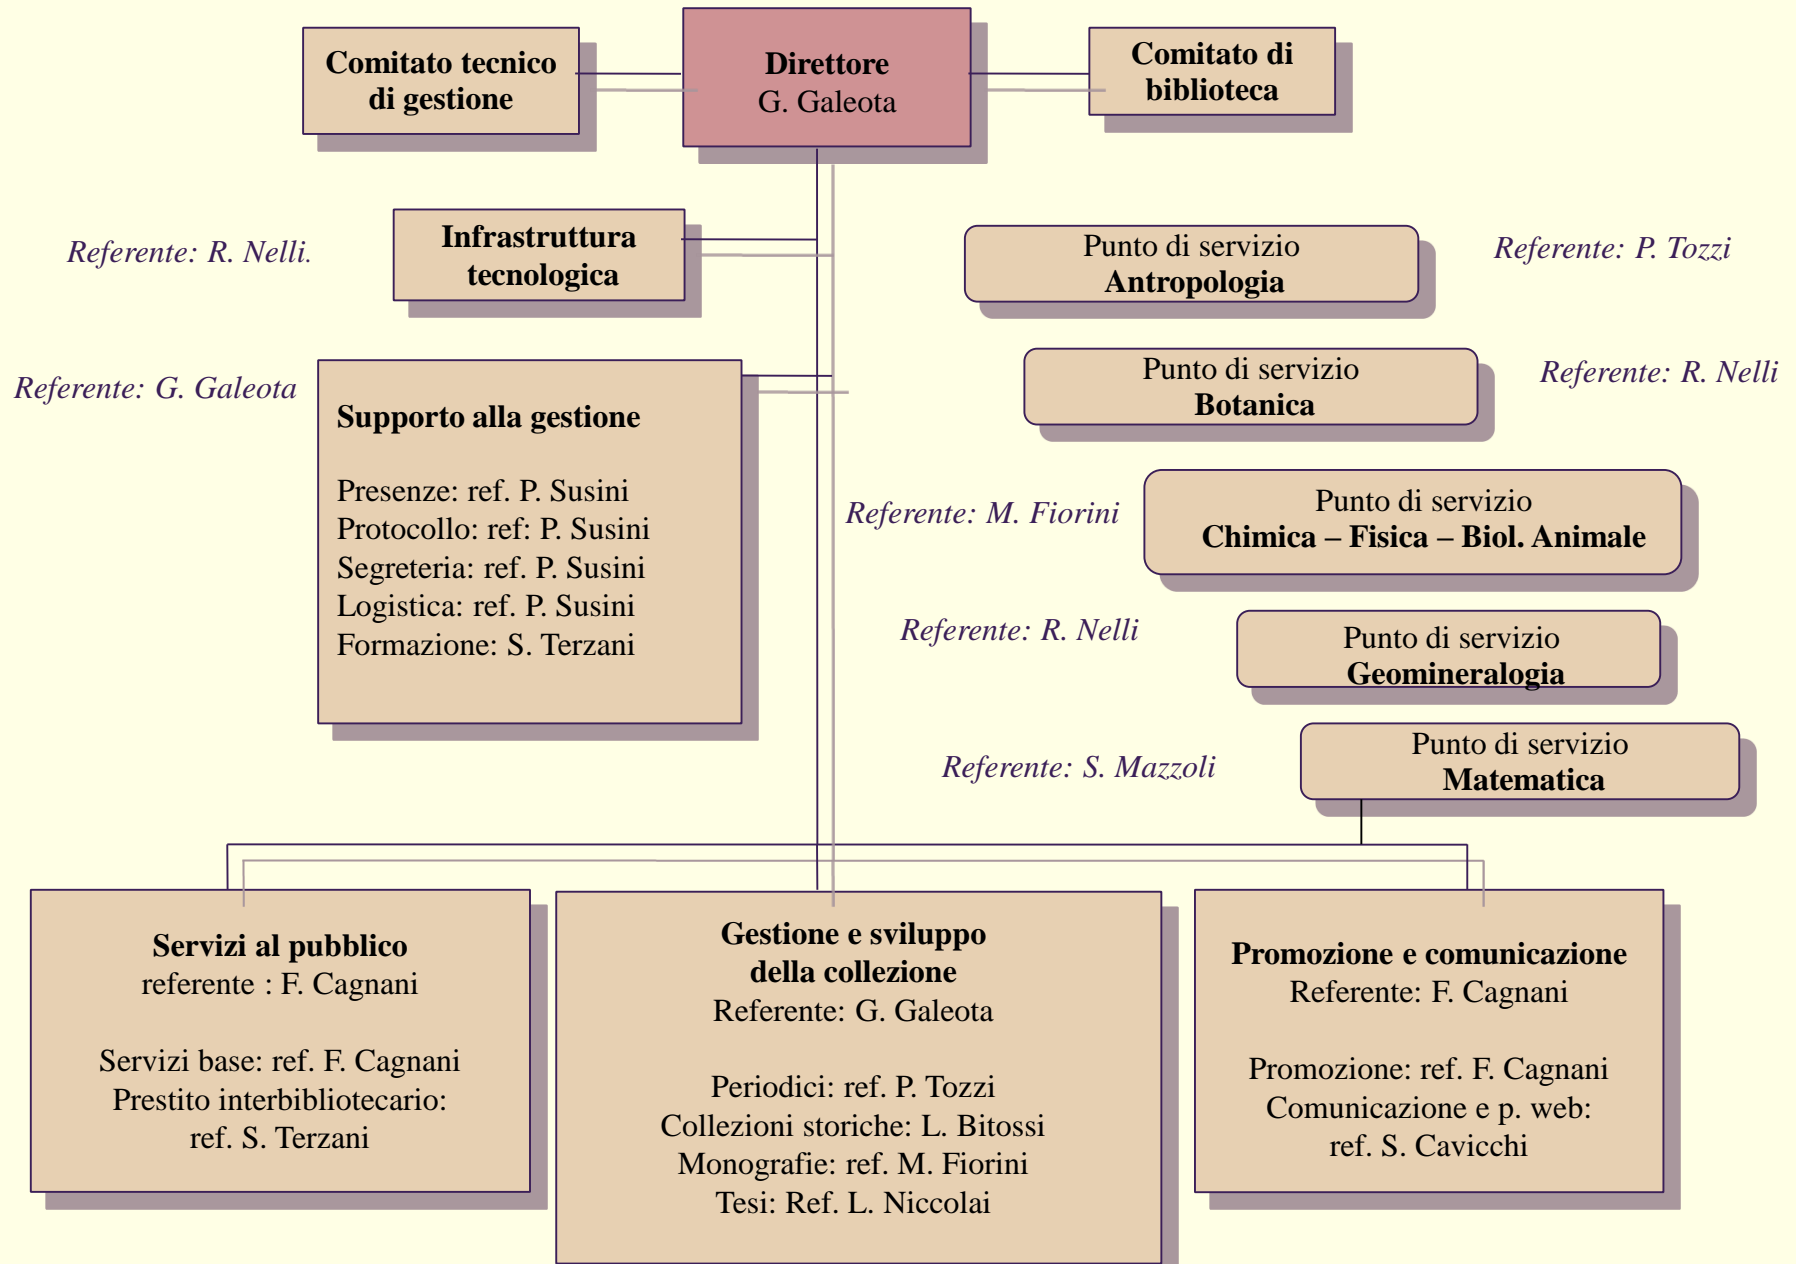 Comitato tecnico
di gestione
Direttore
G. Galeota
Comitato di
biblioteca
Referente: R. Nelli.
Infrastruttura
tecnologica
Punto di servizio
Antropologia
Referente: P. Tozzi
Referente: G. Galeota
Supporto alla gestione
Presenze: ref. P. Susini
Protocollo: ref: P. Susini
Segreteria: ref. P. Susini
Logistica: ref. P. Susini
Formazione: S. Terzani
Punto di servizio
Botanica
Referente: R. Nelli
Referente: M. Fiorini
Punto di servizio
Chimica – Fisica – Biol. Animale
Referente: R. Nelli
Punto di servizio
Geomineralogia
Referente: S. Mazzoli
Punto di servizio
Matematica
Servizi al pubblico
referente : F. Cagnani
Servizi base: ref. F. Cagnani
Prestito interbibliotecario:
ref. S. Terzani
Gestione e sviluppo
della collezione
Referente: G. Galeota
Periodici: ref. P. Tozzi
Collezioni storiche: L. Bitossi
Monografie: ref. M. Fiorini
Tesi: Ref. L. Niccolai
Promozione e comunicazione
Referente: F. Cagnani
Promozione: ref. F. Cagnani
Comunicazione e p. web:
ref. S. Cavicchi